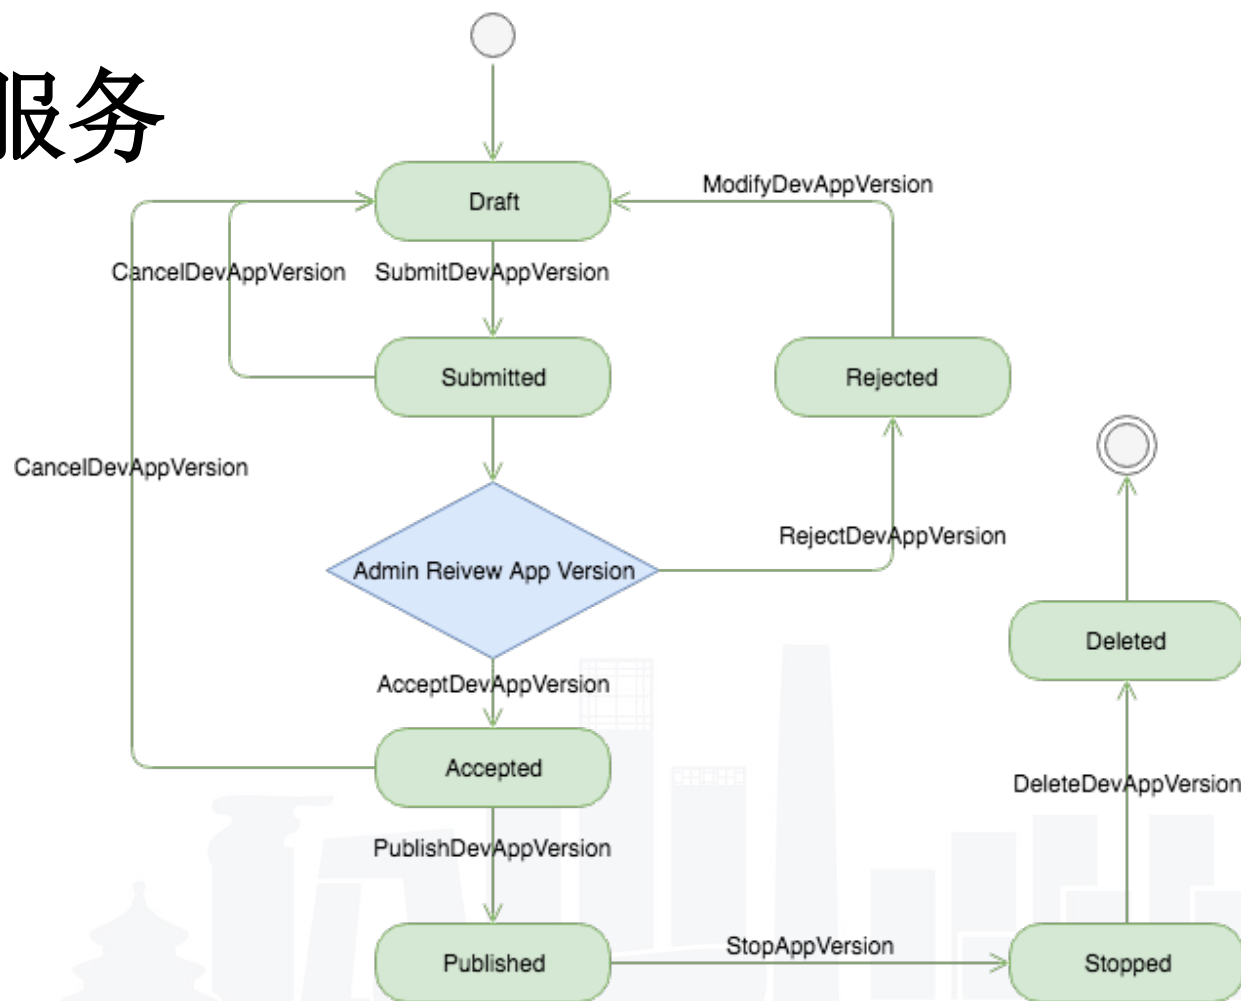 服务
Draft
ModifyDevAppVersion
CancelDevAppVersion
SubmitDevAppVersion
Submitted
Rejected
CancelDevAppVersion
RejectDevAppVersion
Admin Reivew App Version
Deleted
AcceptDevAppVersion
Accepted
DeleteDevAppVersion
PublishDevAppVersion
StopAppVersion
Published
Stopped